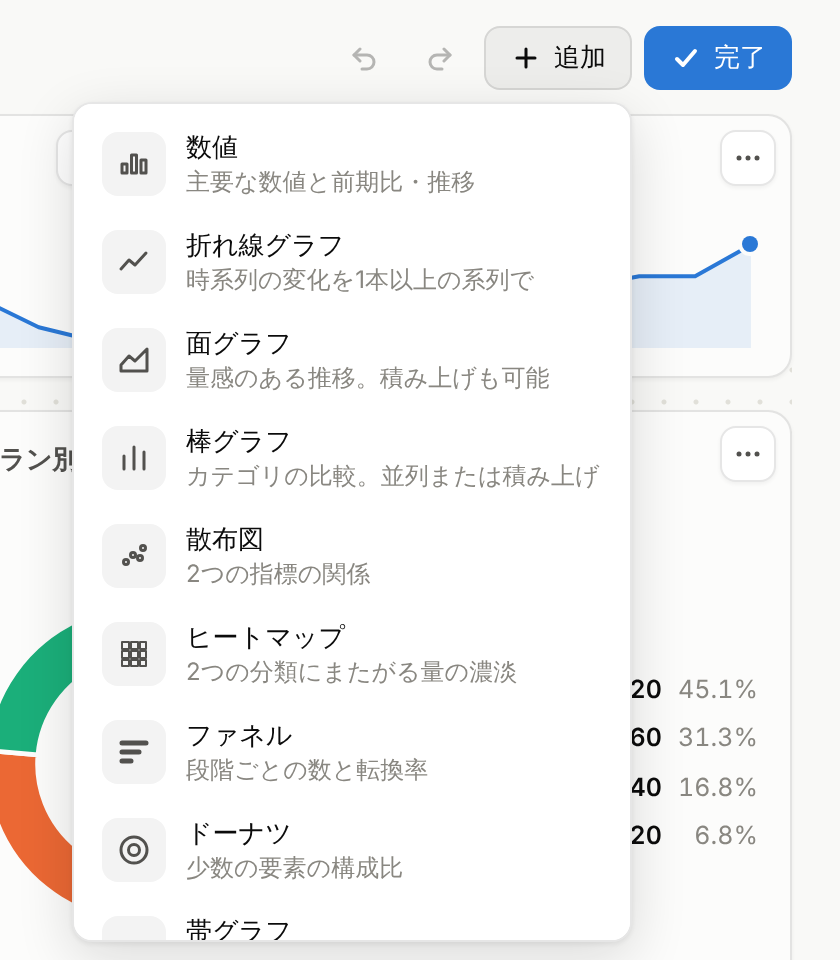 追加
完了
数値
主要な数値と前期比・推移
折れ線グラフ
時系列の変化を1本以上の系列で
面グラフ
量感のある推移。積み上げも可能
棒グラフ
カテゴリの比較。並列または積み上げ
ラン別
散布図
2つの指標の関係
ヒートマップ
2つの分類にまたがる量の濃淡
20 45.1%
ファネル
60 31.3%
段階ごとの数と転換率
40 16.8%
ドーナツ
20 6.8%
少数の要素の構成比
帯グラフ